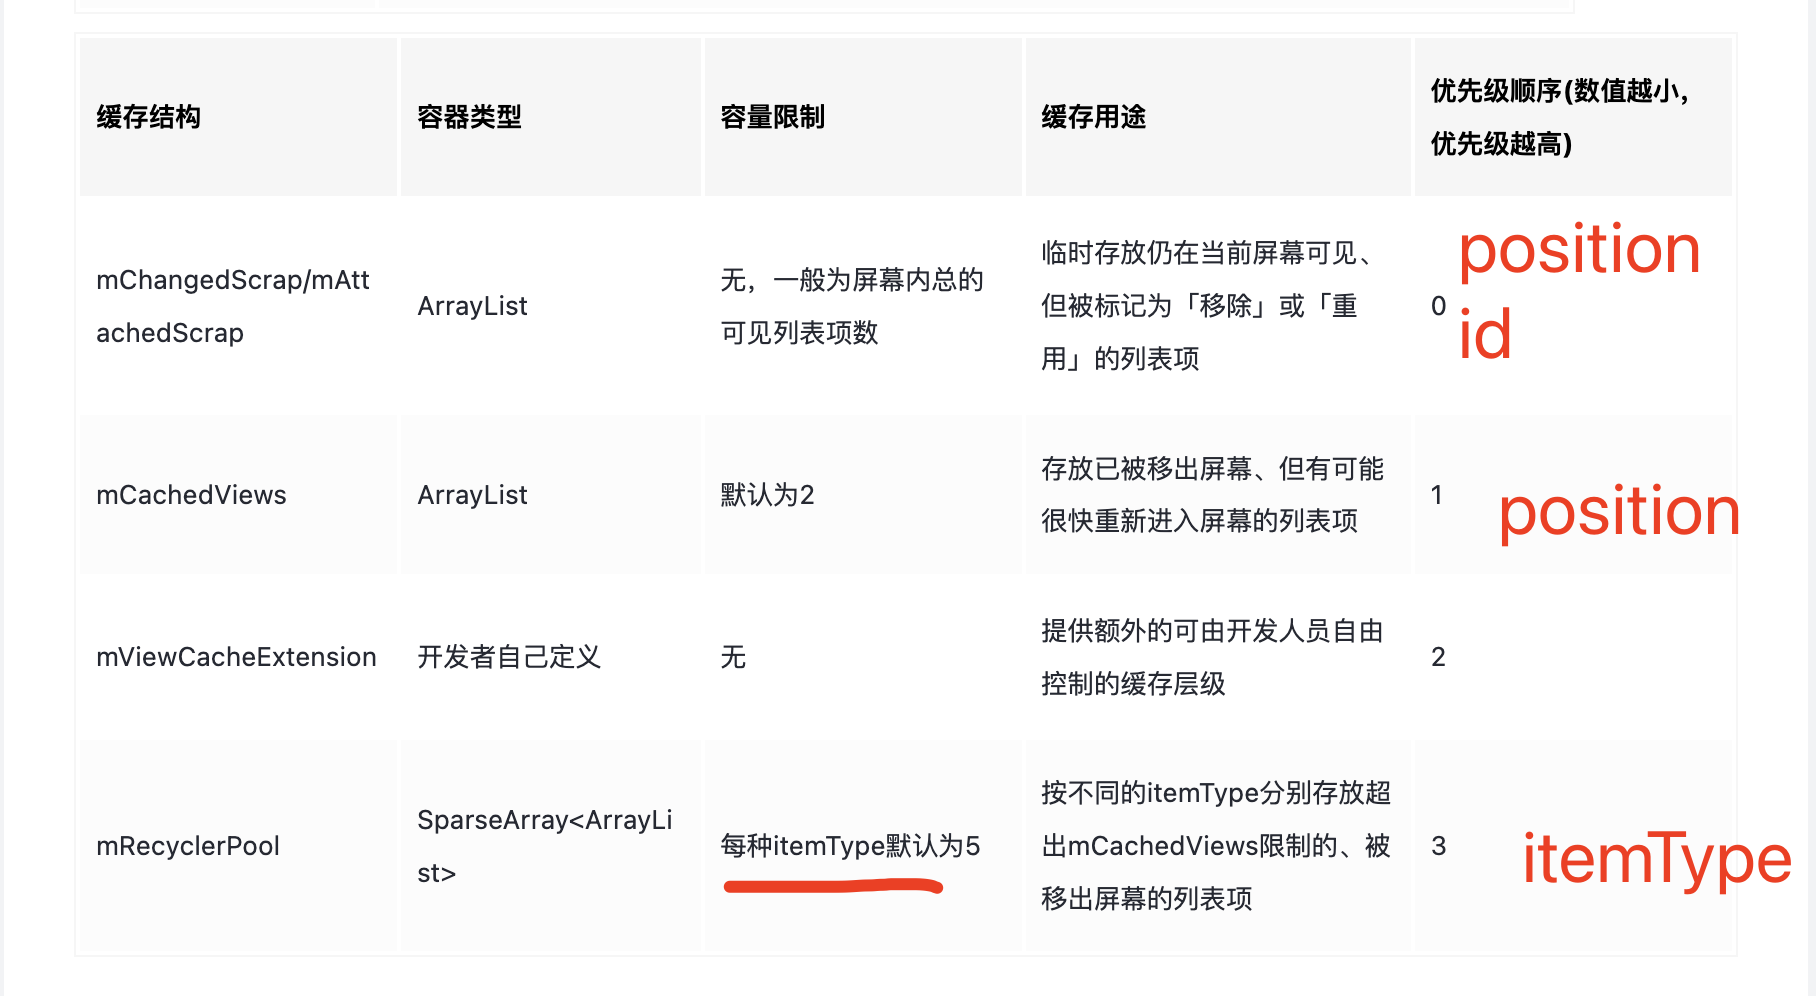 缓存结构
容器类型
容量限制
缓存用途
优先级顺序(数值越小,
优先级越高)
mChangedScrap/mAtt
achedScrap
ArrayList
无，一般为屏幕内总的
可见列表项数
临时存放仍在当前屏幕可见、
但被标记为「移除」或「重
用」的列表项
0
position
id
mCachedViews
ArrayList
默认为2
存放已被移出屏幕、但有可能
很快重新进入屏幕的列表项
1
position
mViewCacheExtension
开发者自己定义
无
提供额外的可由开发人员自由
控制的缓存层级
2
mRecyclerPool
SparseArray<ArrayLi
st>
每种itemType默认为5
按不同的itemType分别存放超
出mCachedViews限制的、被
移出屏幕的列表项
3
itemType